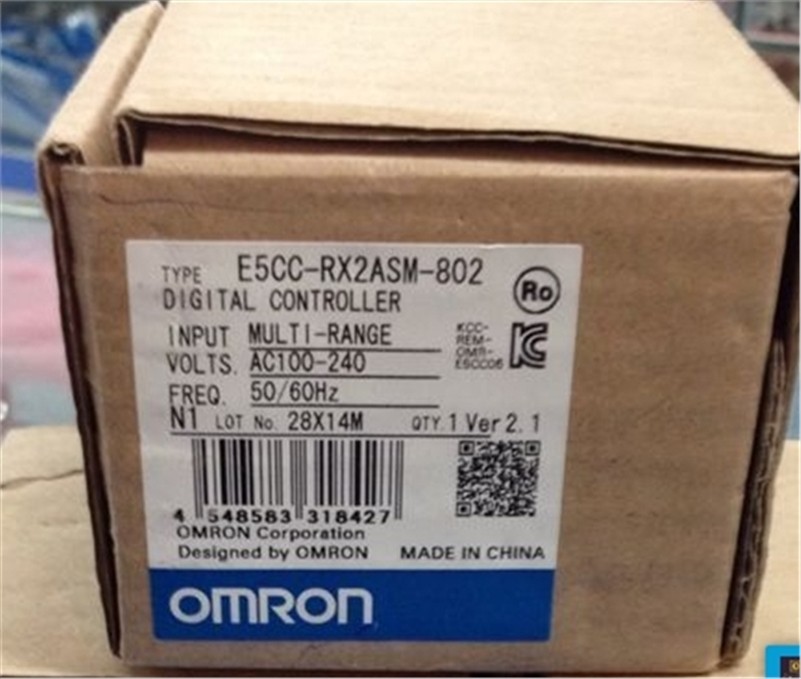 TYPE E5CC-RX2ASM-802
DIGITAL CONTROLLER
Ro
INPUT MULTI-RANGE
VOLTS. AC100-240
FREQ. 50/60Hz
KCC-
REM-
OMR-
E5CC06
N1 LOT No. 28X14M QTY.1 Ver2.1
4 548583 318427
OMRON Corporation
Designed by OMRON MADE IN CHINA
OMRON